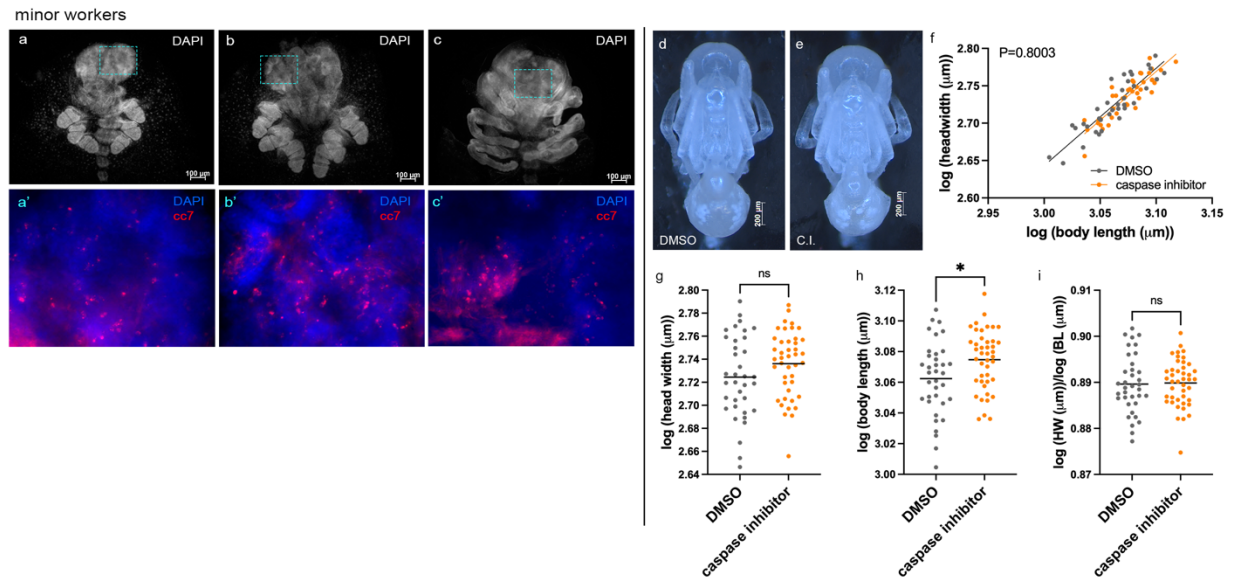 minor workers
a
DAPI
100 µm
b
DAPI
100 µm
c
DAPI
100 µm
a'
DAPI
cc7
b'
DAPI
cc7
c'
DAPI
cc7
d
200 µm
DMSO
e
200 µm
C.I.
f
P=0.8003
log (headwidth (µm))
2.80
2.75
2.70
2.65
2.60
2.95
3.00
3.05
3.10
3.15
DMSO
caspase inhibitor
log (body length (µm))
g
ns
log (head width (µm))
2.80
2.78
2.76
2.74
2.72
2.70
2.68
2.66
2.64
DMSO
caspase inhibitor
h
*
log (body length (µm))
3.12
3.10
3.08
3.06
3.04
3.02
3.00
DMSO
caspase inhibitor
i
ns
log (HW (µm))/log (BL (µm))
0.91
0.90
0.89
0.88
0.87
DMSO
caspase inhibitor